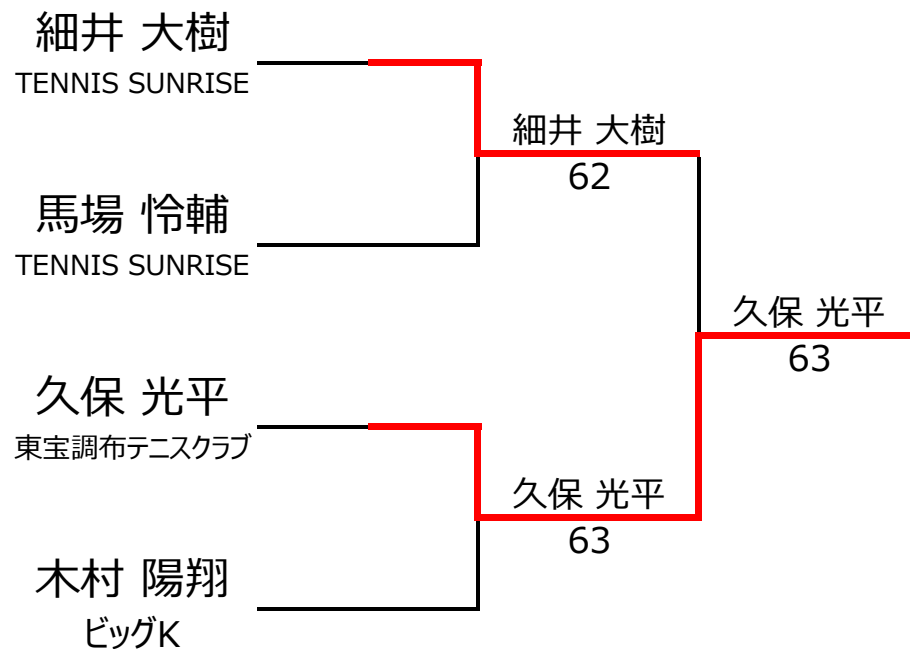 細井 大樹
TENNIS SUNRISE
馬場 怜輔
TENNIS SUNRISE
久保 光平
東宝調布テニスクラブ
木村 陽翔
ビッグK
細井 大樹
62
久保 光平
63
久保 光平
63